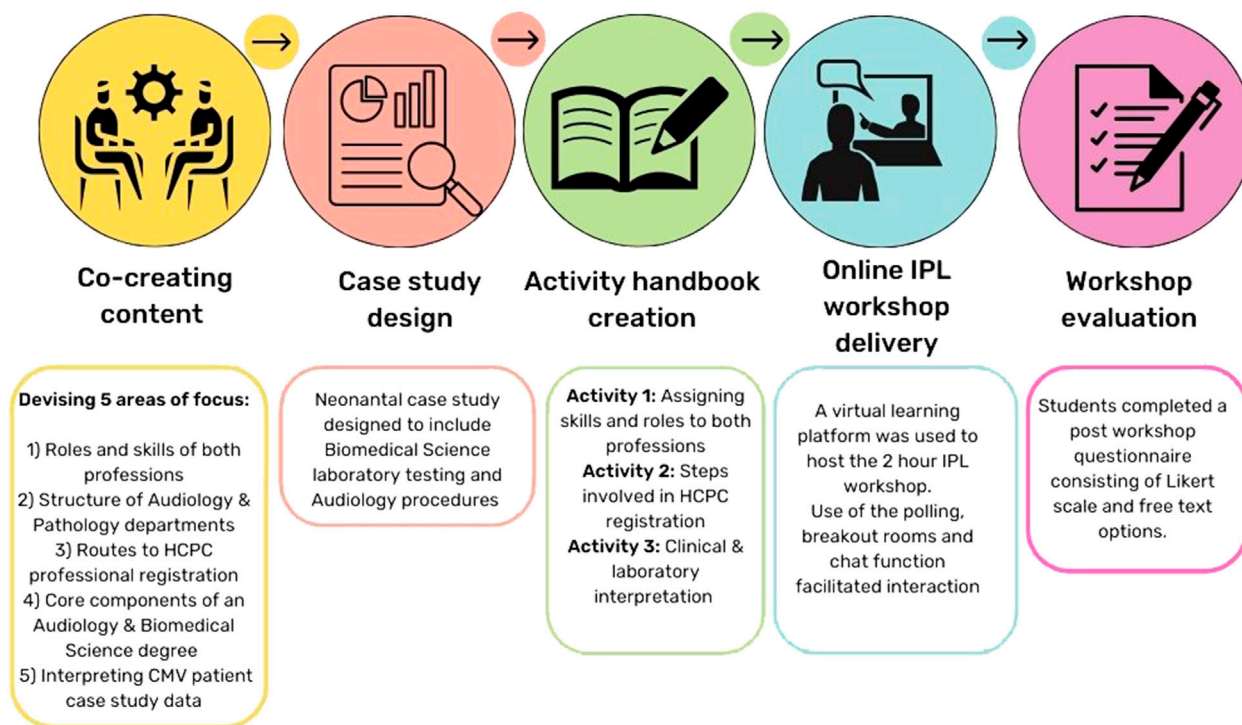 Co-creating
content
Case study
design
Activity handbook
creation
Online IPL
workshop
delivery
Workshop
evaluation
Devising 5 areas of focus:
1) Roles and skills of both
professions
2) Structure of Audiology &
Pathology departments
3) Routes to HCPC
professional registration
4) Core components of an
Audiology & Biomedical
Science degree
5) Interpreting CMV patient
case study data
Neonantal case study
designed to include
Biomedical Science
laboratory testing and
Audiology procedures
Activity 1: Assigning
skills and roles to both
professions
Activity 2: Steps
involved in HCPC
registration
Activity 3: Clinical &
laboratory
interpretation
A virtual learning
platform was used to
host the 2 hour IPL
workshop.
Use of the polling,
breakout rooms and
chat function
facilitated interaction
Students completed a
post workshop
questionnaire
consisting of Likert
scale and free text
options.